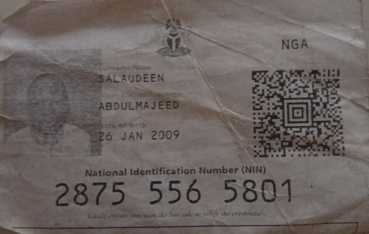 NGA
SALAUDEEN
ABDULMAJEED
26 JAN 2009
National Identification Number (NIN)
2875 556 5801